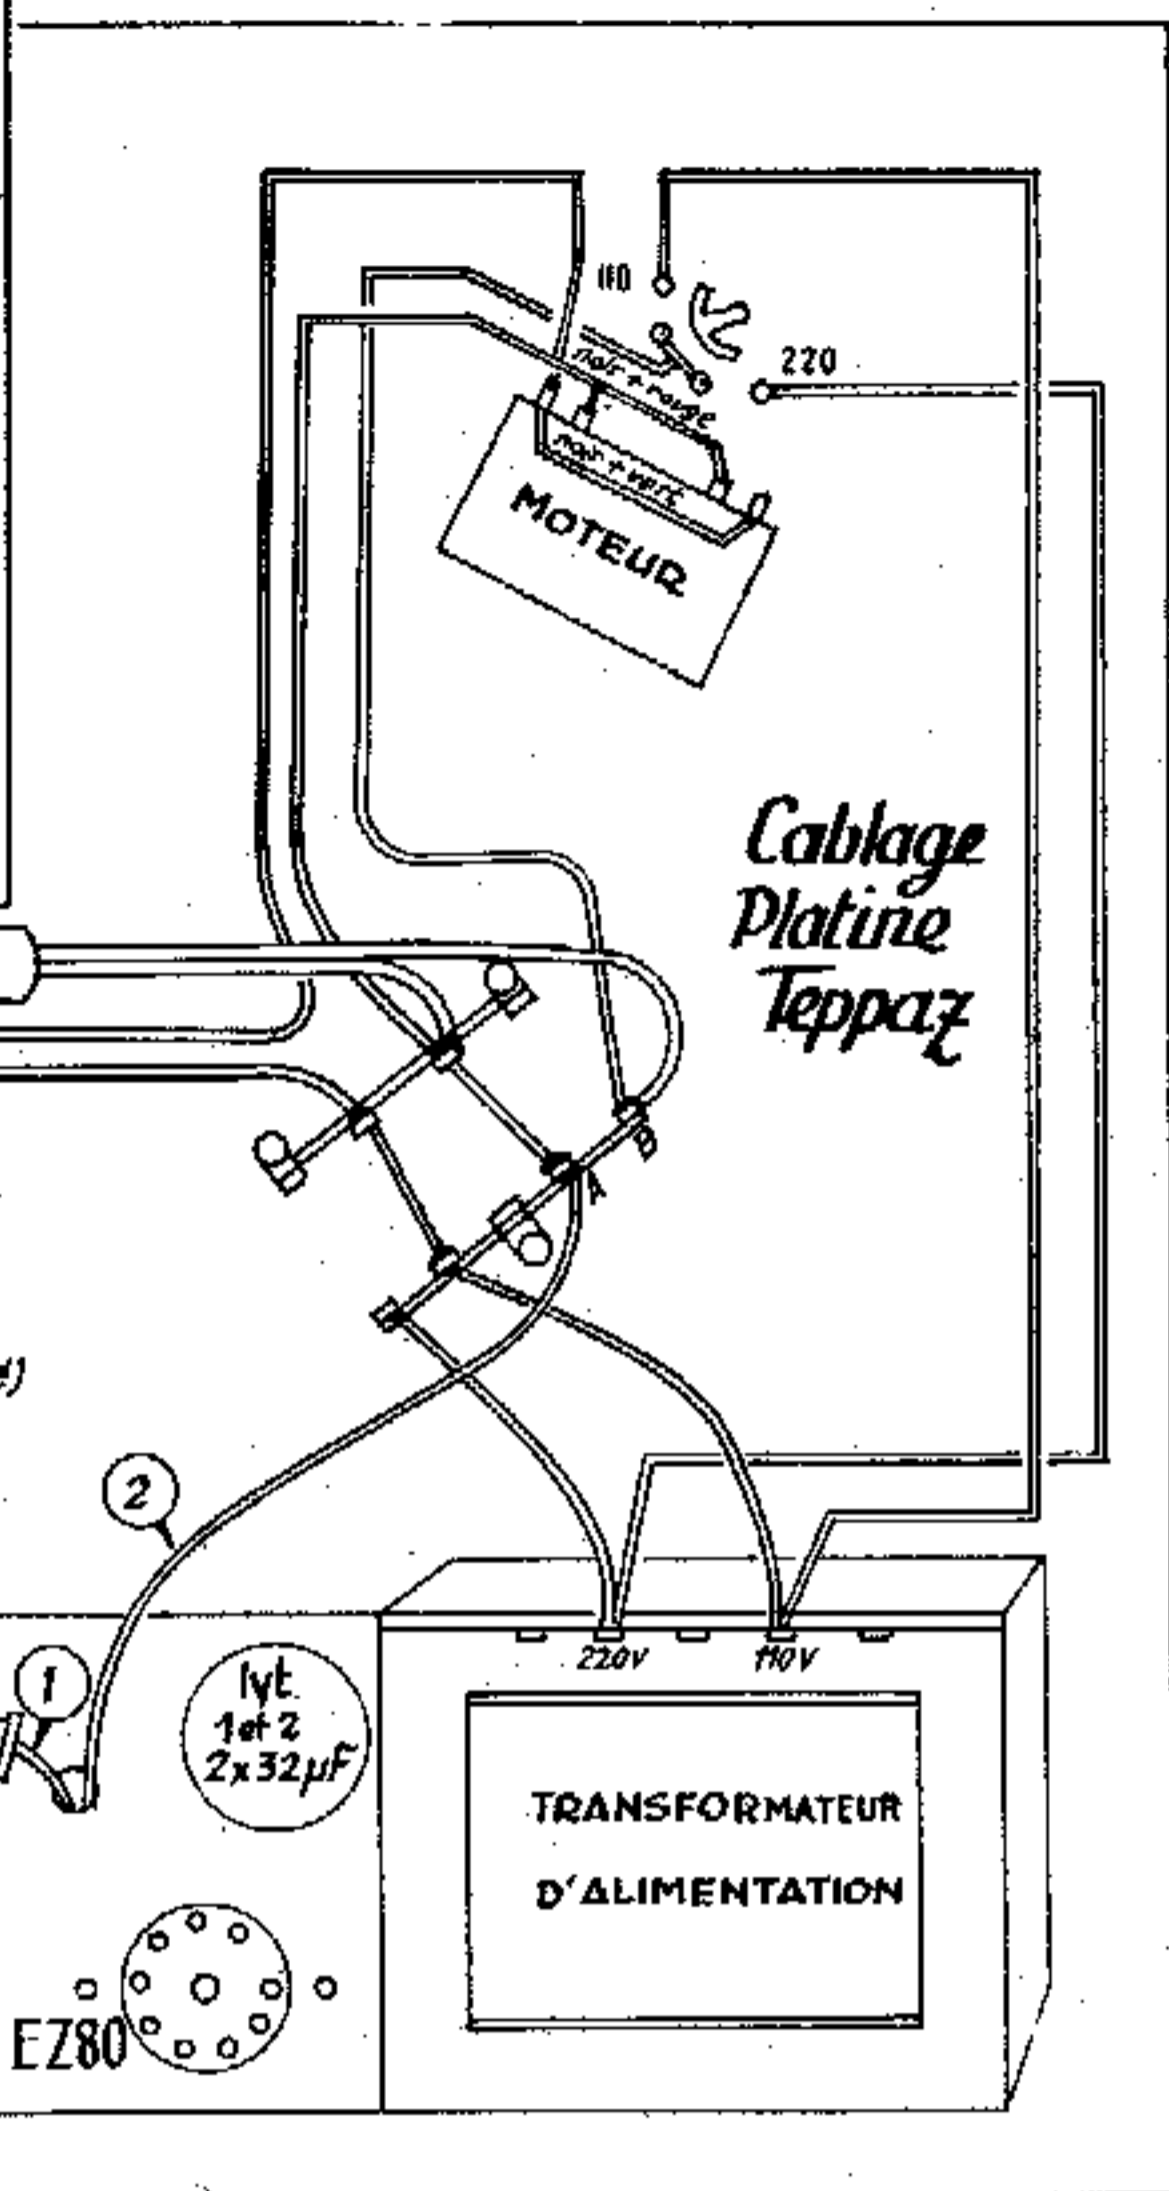 110
220
noir + rouge
noir + vert
MOTEUR
Cablage
Platine
Teppaz
2
220V
110V
1
lyt.
1 et 2
2x32µF
TRANSFORMATEUR
D'ALIMENTATION
EZ80